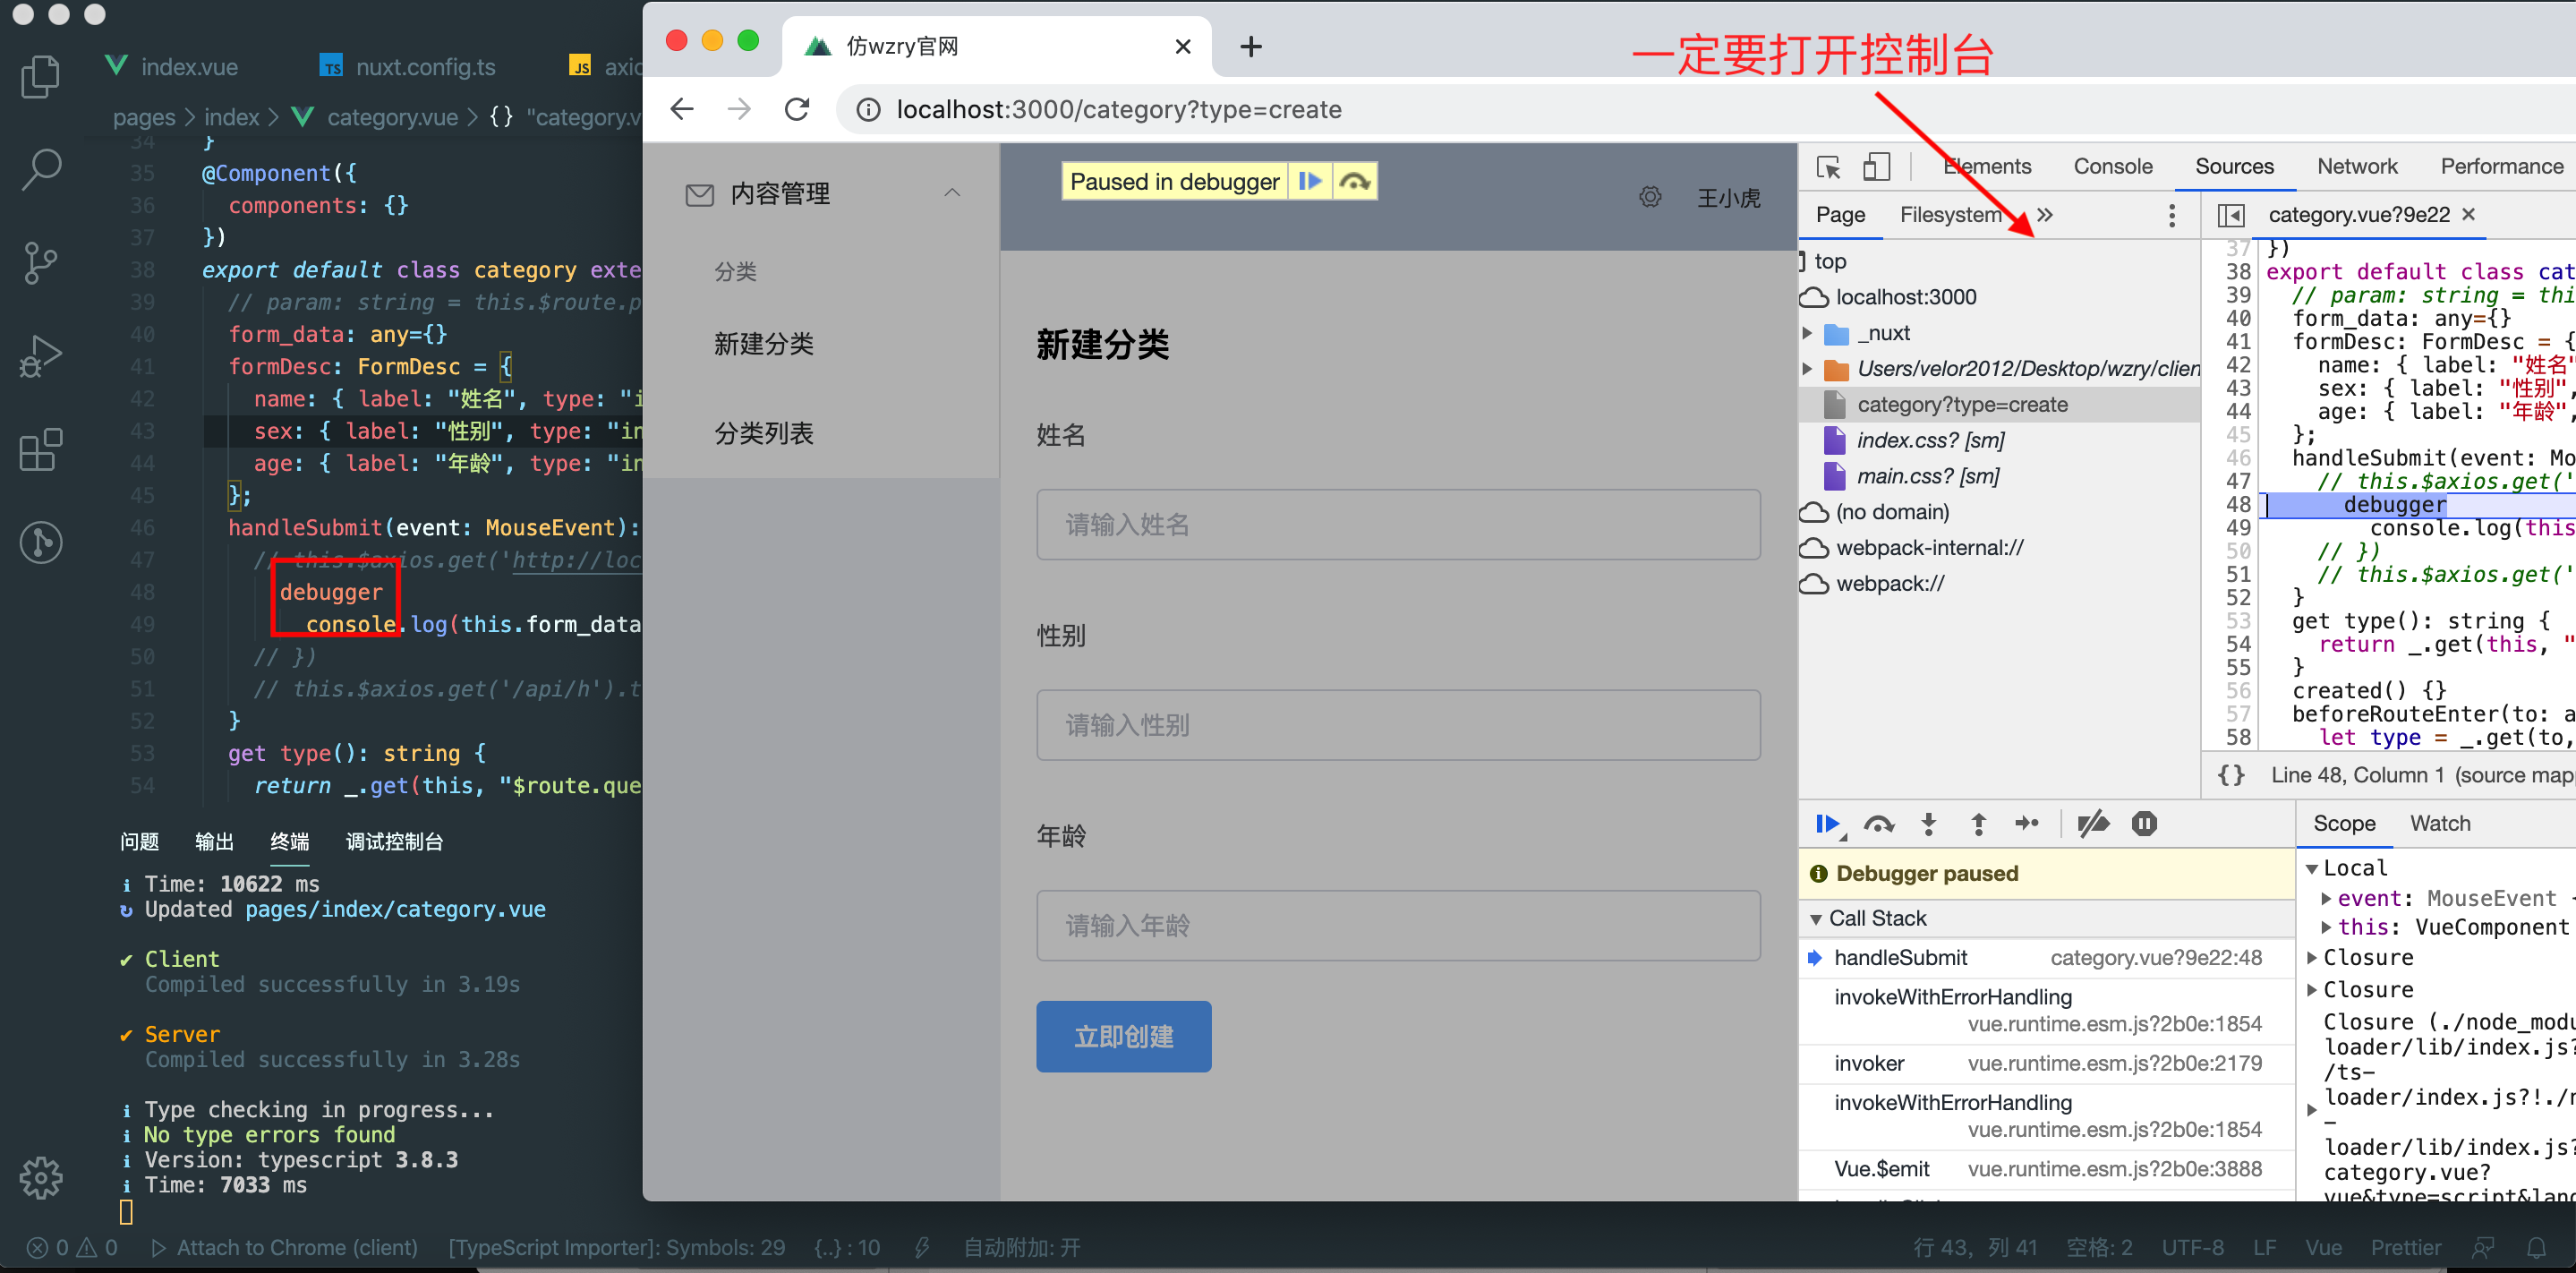 index.vue
nuxt.config.ts
pages > index > category.vue > {} "category.v
34 }
35 @Component({
36 components: {}
37 })
38 export default class category exte
39 // param: string = this.$route.p
40 form_data: any={}
41 formDesc: FormDesc = {
42 name: { label: "姓名", type: "i
43 sex: { label: "性别", type: "in
44 age: { label: "年龄", type: "in
45 };
46 handleSubmit(event: MouseEvent):
47 // this.$axios.get('http://loc
48 debugger
49 console.log(this.form_data
50 // })
51 // this.$axios.get('/api/h').t
52 }
53 get type(): string {
54 return _.get(this, "$route.que
问题 输出 终端 调试控制台
i Time: 10622 ms
↻ Updated pages/index/category.vue
✔ Client
Compiled successfully in 3.19s
✔ Server
Compiled successfully in 3.28s
i Type checking in progress...
i No type errors found
i Version: typescript 3.8.3
i Time: 7033 ms
0 0 Attach to Chrome (client) [TypeScript Importer]: Symbols: 29 {..} : 10 自动附加: 开
行 43, 列 41 空格: 2 UTF-8 LF Vue Prettier
仿wzry官网
一定要打开控制台
localhost:3000/category?type=create
内容管理
分类
新建分类
分类列表
Paused in debugger
王小虎
新建分类
姓名
请输入姓名
性别
请输入性别
年龄
请输入年龄
立即创建
Elements Console Sources Network Performance
Page Filesystem »
top
localhost:3000
_nuxt
Users/velor2012/Desktop/wzry/clien
category?type=create
index.css? [sm]
main.css? [sm]
(no domain)
webpack-internal://
webpack://
category.vue?9e22 ×
37 })
38 export default class cat
39 // param: string = thi
40 form_data: any={}
41 formDesc: FormDesc = {
42 name: { label: "姓名"
43 sex: { label: "性别",
44 age: { label: "年龄",
45 };
46 handleSubmit(event: Mo
47 // this.$axios.get('
48 debugger
49 console.log(this
50 // })
51 // this.$axios.get('
52 }
53 get type(): string {
54 return _.get(this, "
55 }
56 created() {}
57 beforeRouteEnter(to: a
58 let type = _.get(to,
{} Line 48, Column 1 (source map
Debugger paused
Call Stack
handleSubmit category.vue?9e22:48
invokeWithErrorHandling
vue.runtime.esm.js?2b0e:1854
invoker vue.runtime.esm.js?2b0e:2179
invokeWithErrorHandling
vue.runtime.esm.js?2b0e:1854
Vue.$emit vue.runtime.esm.js?2b0e:3888
Scope Watch
Local
event: MouseEvent {
this: VueComponent
Closure
Closure
Closure (./node_modu
loader/lib/index.js?
/ts-
loader/index.js?!./n
-
loader/lib/index.js?
category.vue?
vue&type=script&lang